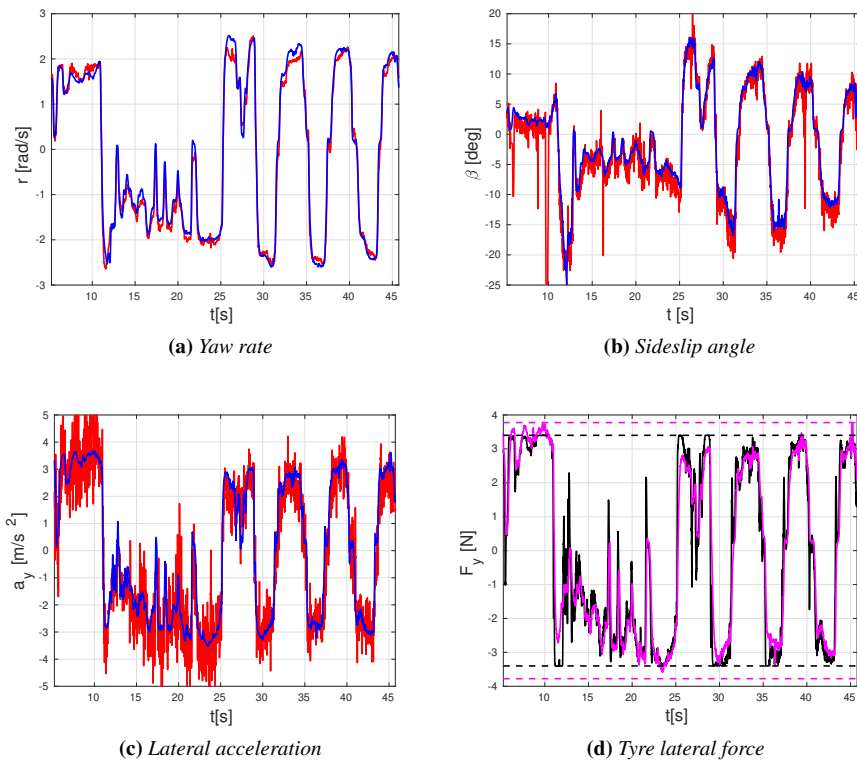 3
2
1
0
-1
-2
-3
r [rad/s]
10 15 20 25 30 35 40 45
t[s]
(a) Yaw rate
20
15
10
5
0
-5
-10
-15
-20
-25
β [deg]
10 15 20 25 30 35 40 45
t [s]
(b) Sideslip angle
5
4
3
2
1
0
-1
-2
-3
-4
-5
a_y [m/s ²]
10 15 20 25 30 35 40 45
t[s]
(c) Lateral acceleration
4
3
2
1
0
-1
-2
-3
-4
F_y [N]
10 15 20 25 30 35 40 45
t[s]
(d) Tyre lateral force